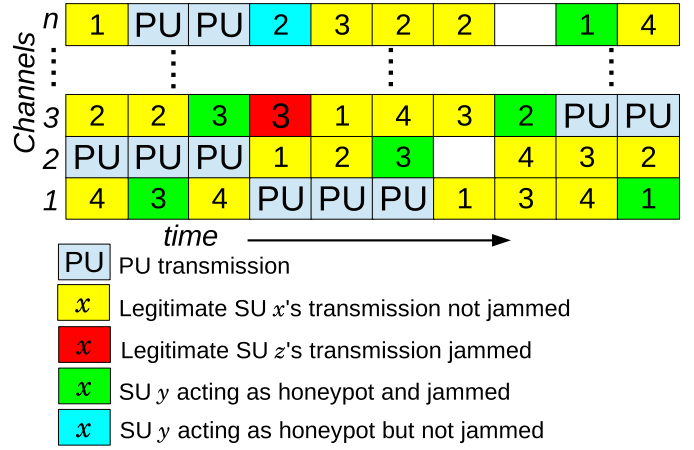 n 1 PU PU 2 3 2 2 1 4
Channels
3 2 2 3 3 1 4 3 2 PU PU
2 PU PU PU 1 2 3 4 3 2
1 4 3 4 PU PU PU 1 3 4 1
time
PU PU transmission
x Legitimate SU x's transmission not jammed
x Legitimate SU z's transmission jammed
x SU y acting as honeypot and jammed
x SU y acting as honeypot but not jammed